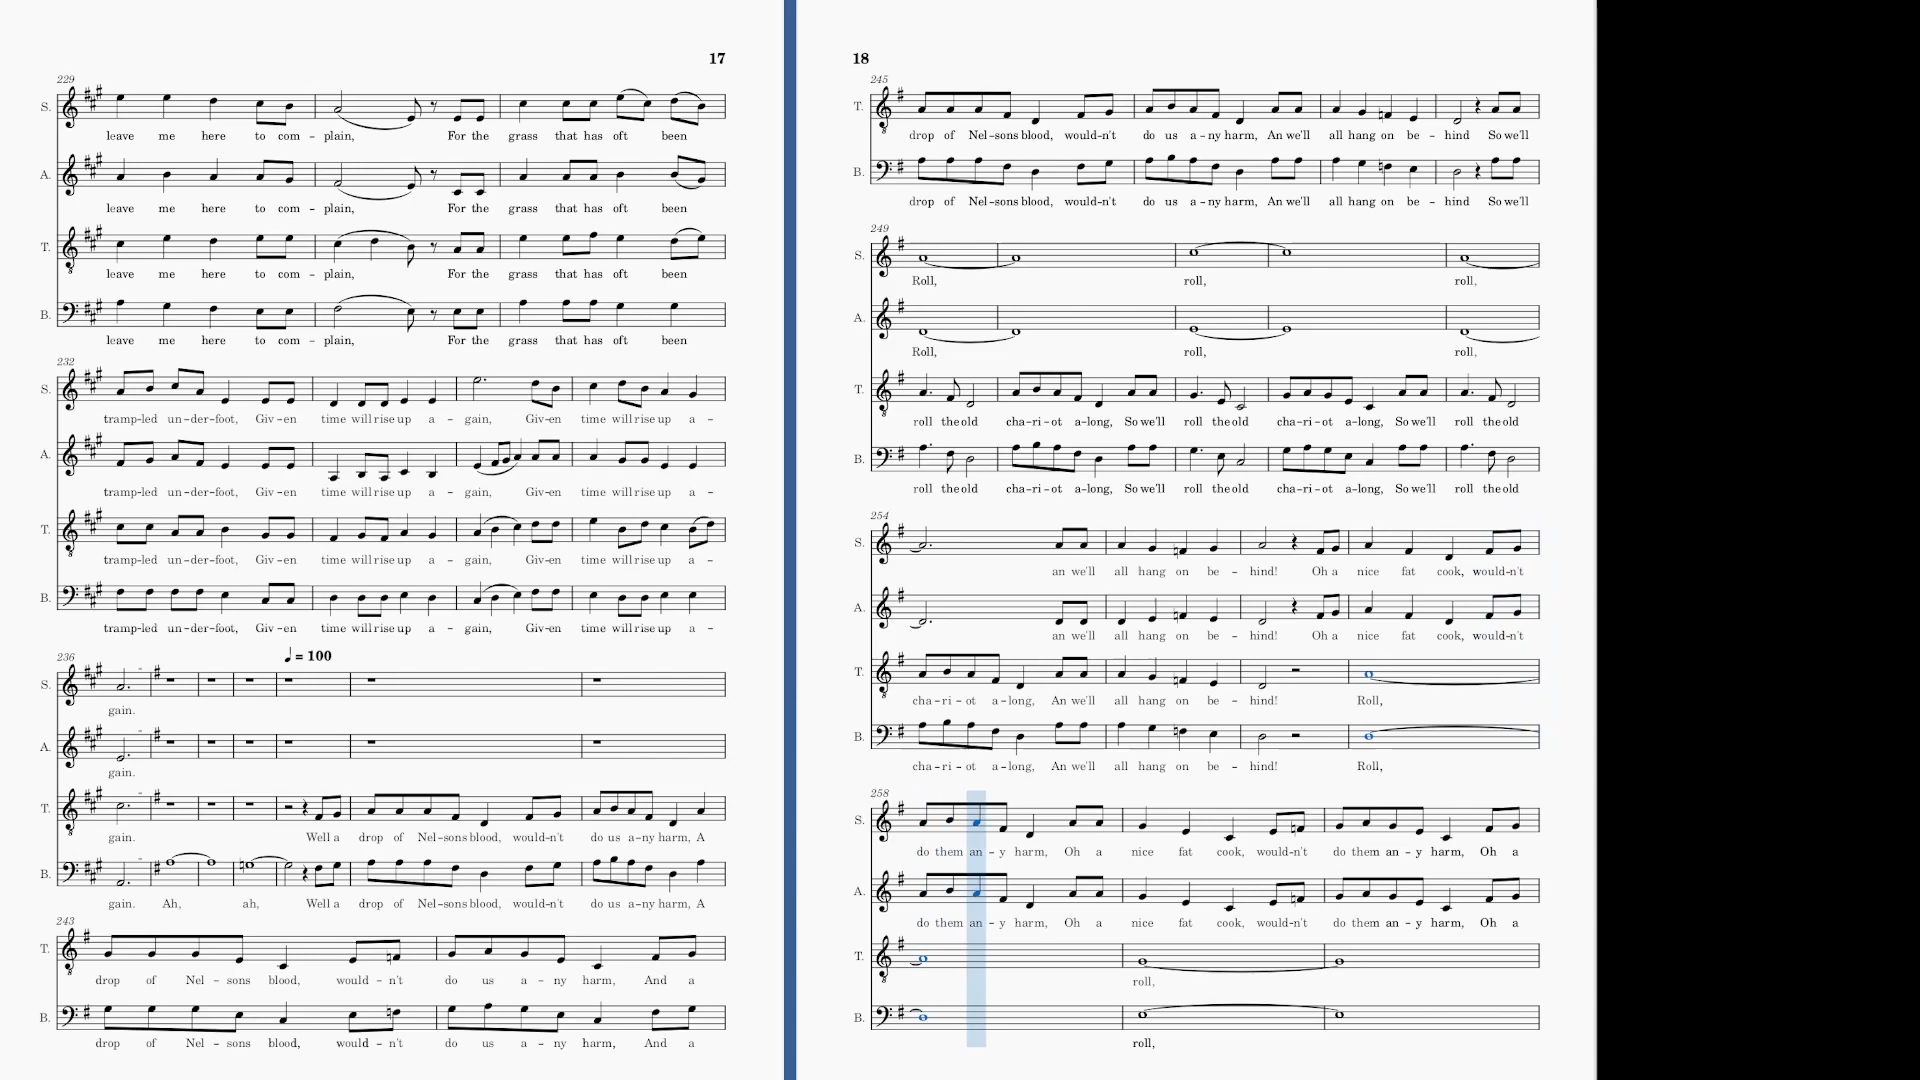 17
229
S. leave me here to com – plain, For the grass that has oft been
A. leave me here to com – plain, For the grass that has oft been
T. leave me here to com – plain, For the grass that has oft been
B. leave me here to com – plain, For the grass that has oft been
232
S. tramp-led un-der-foot, Giv-en time will rise up a - gain, Giv-en time will rise up a -
A. tramp-led un-der-foot, Giv-en time will rise up a - gain, Giv-en time will rise up a -
T. tramp-led un-der-foot, Giv-en time will rise up a - gain, Giv-en time will rise up a -
B. tramp-led un-der-foot, Giv-en time will rise up a - gain, Giv-en time will rise up a -
236
= 100
S. gain.
A. gain.
T. gain. Well a drop of Nel-sons blood, would-n't do us a-ny harm, A
B. gain. Ah, ah, Well a drop of Nel-sons blood, would-n't do us a-ny harm, A
243
T. drop of Nel - sons blood, would - n't do us a - ny harm, And a
B. drop of Nel - sons blood, would - n't do us a - ny harm, And a
18
245
T. drop of Nel-sons blood, would-n't do us a-ny harm, An we'll all hang on be - hind So we'll
B. drop of Nel-sons blood, would-n't do us a-ny harm, An we'll all hang on be - hind So we'll
249
S. Roll, roll, roll,
A. Roll, roll, roll,
T. roll the old cha-ri-ot a-long, So we'll roll the old cha-ri-ot a-long, So we'll roll the old
B. roll the old cha-ri-ot a-long, So we'll roll the old cha-ri-ot a-long, So we'll roll the old
254
S. an we'll all hang on be - hind! Oh a nice fat cook, would-n't
A. an we'll all hang on be - hind! Oh a nice fat cook, would-n't
T. cha-ri-ot a-long, An we'll all hang on be - hind! Roll,
B. cha-ri-ot a-long, An we'll all hang on be - hind! Roll,
258
S. do them an-y harm, Oh a nice fat cook, would-n't do them an-y harm, Oh a
A. do them an-y harm, Oh a nice fat cook, would-n't do them an-y harm, Oh a
T. roll,
B. roll,